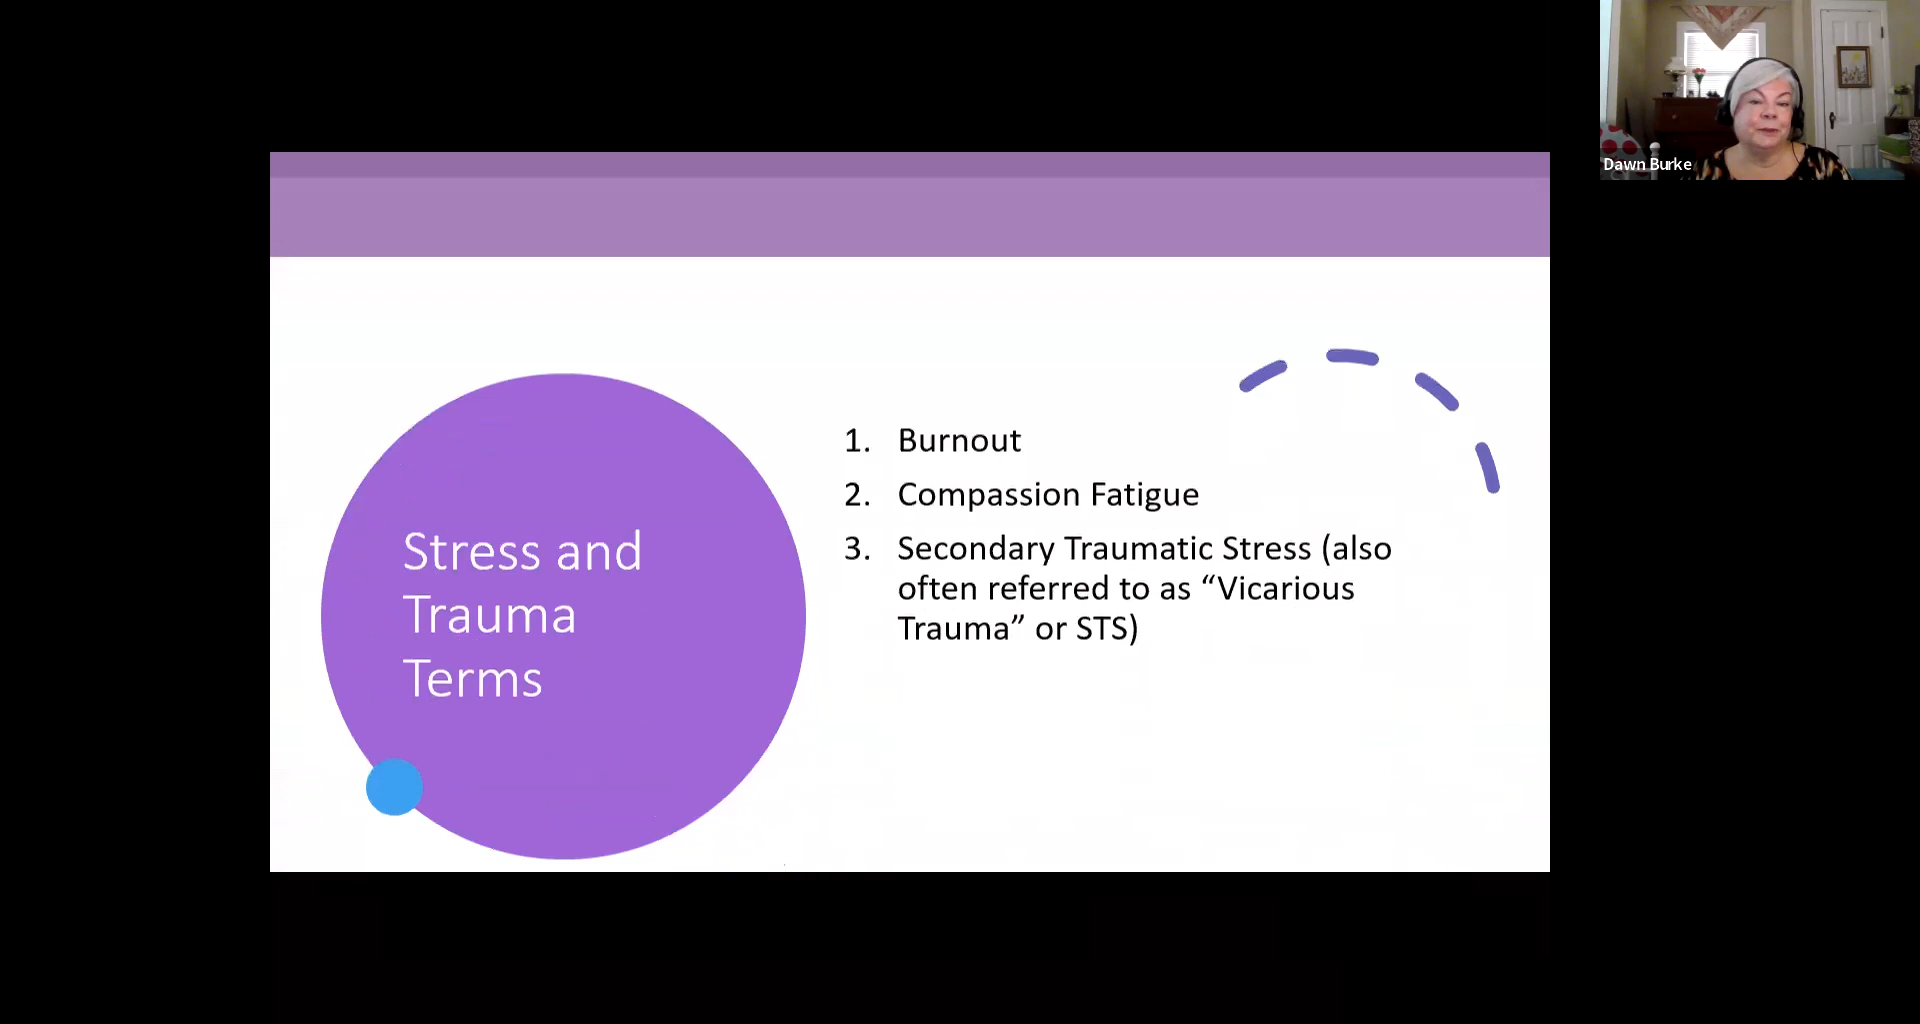 Dawn Burke
Stress and
Trauma
Terms
1. Burnout
2. Compassion Fatigue
3. Secondary Traumatic Stress (also
often referred to as “Vicarious
Trauma” or STS)